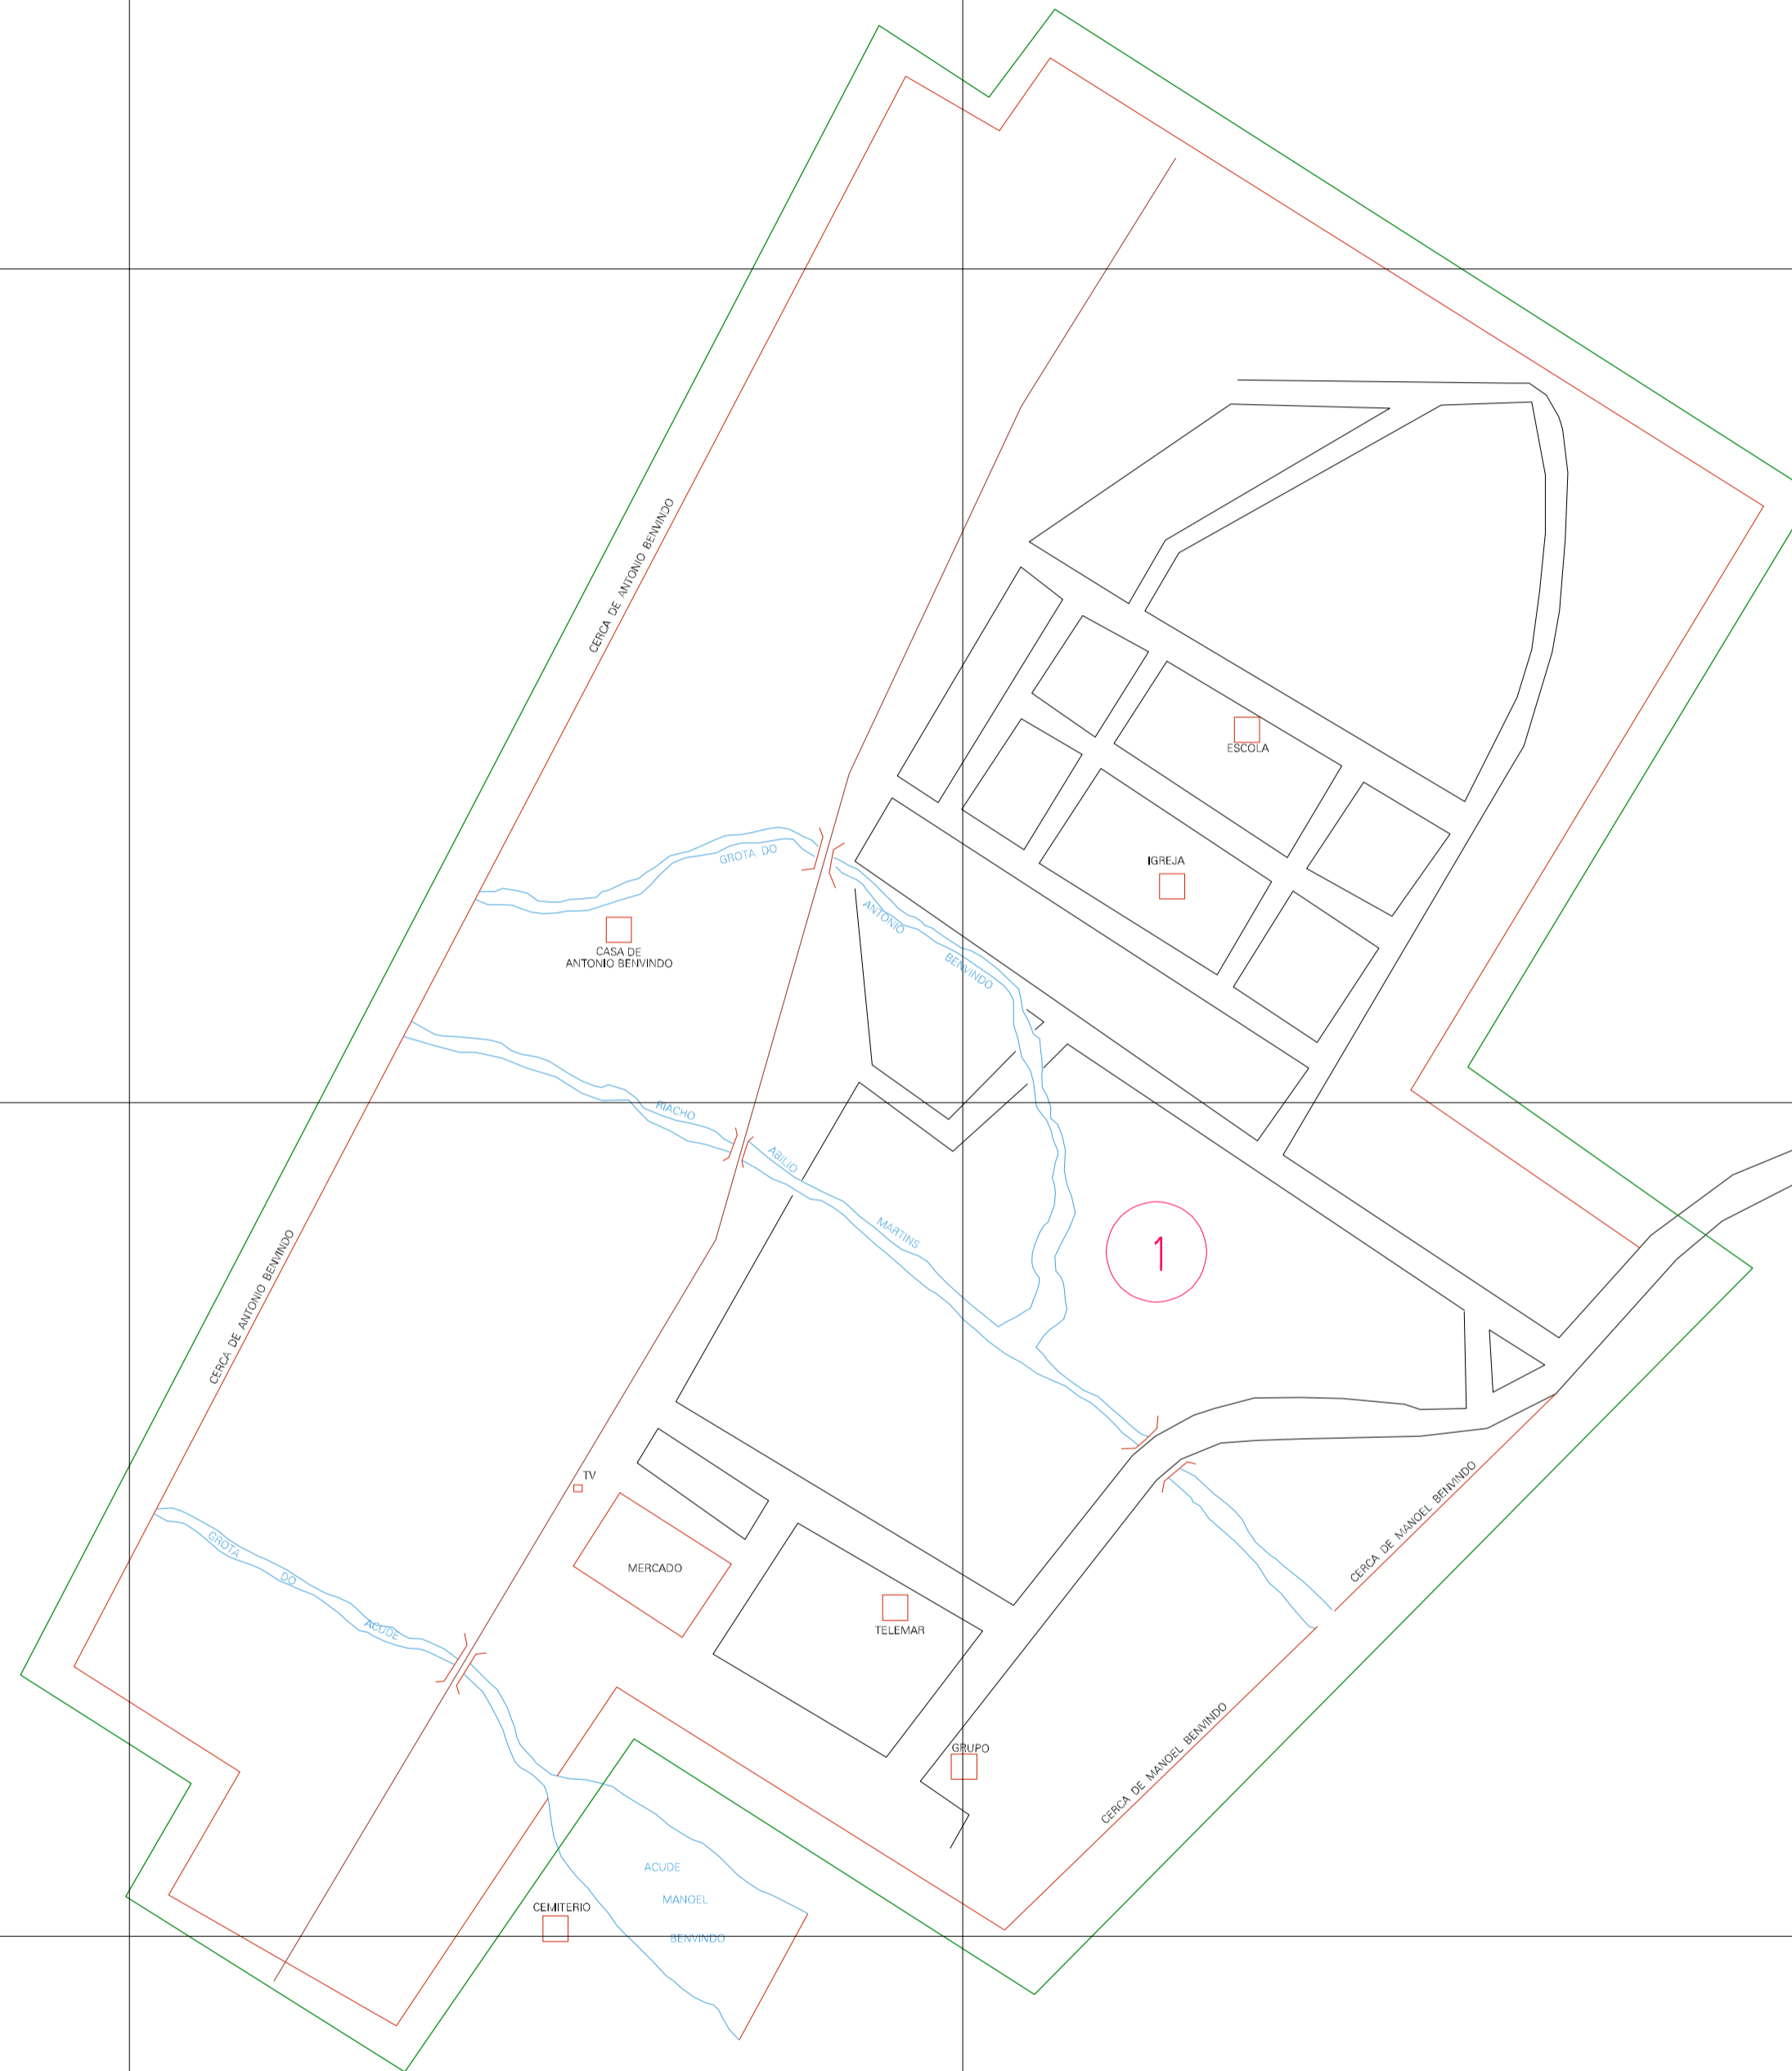 CERCA DE ANTONIO BENVINDO
ESCOLA
GROTA DO
ANTONIO
BENVINDO
IGREJA
CASA DE
ANTONIO BENVINDO
RIACHO
ABILIO
MARTINS
1
CERCA DE ANTONIO BENVINDO
TV
MERCADO
TELEMAR
CERCA DE MANOEL BENVINDO
GROTA
DO
ACUDE
GRUPO
CERCA DE MANOEL BENVINDO
ACUDE
MANOEL
BENVINDO
CEMITERIO